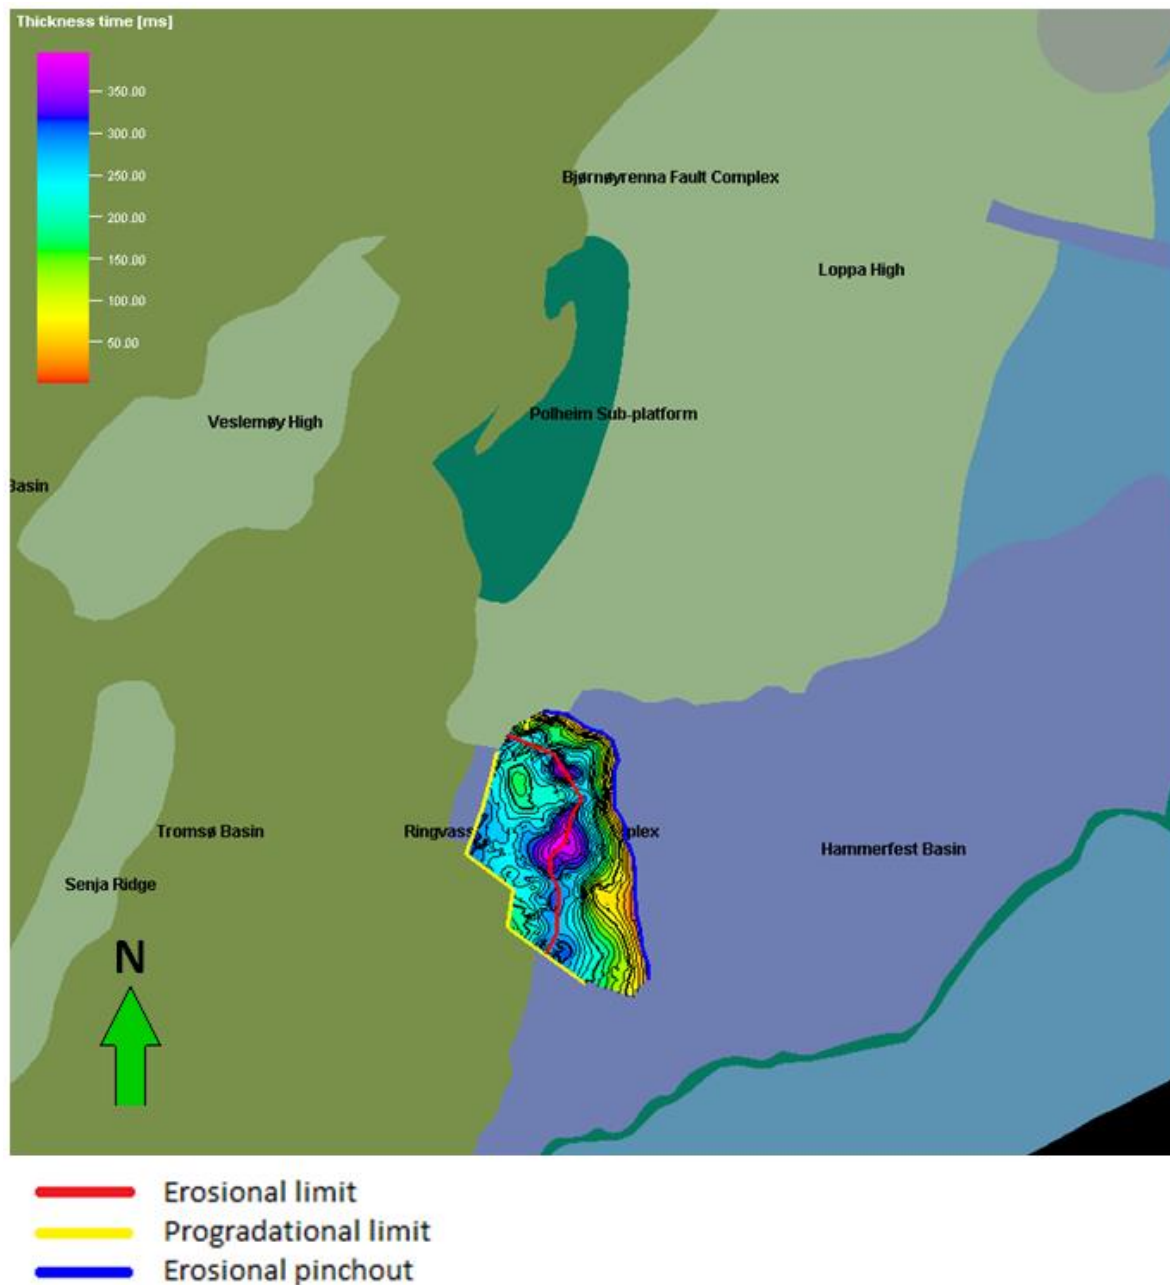 Thickness time [ms]
350.00
300.00
250.00
200.00
150.00
100.00
50.00
Bjørnøyrenna Fault Complex
Loppa High
Polheim Sub-platform
Veslemøy High
Basin
Tromsø Basin
Ringvass
plex
Hammerfest Basin
Senja Ridge
N
Erosional limit
Progradational limit
Erosional pinchout